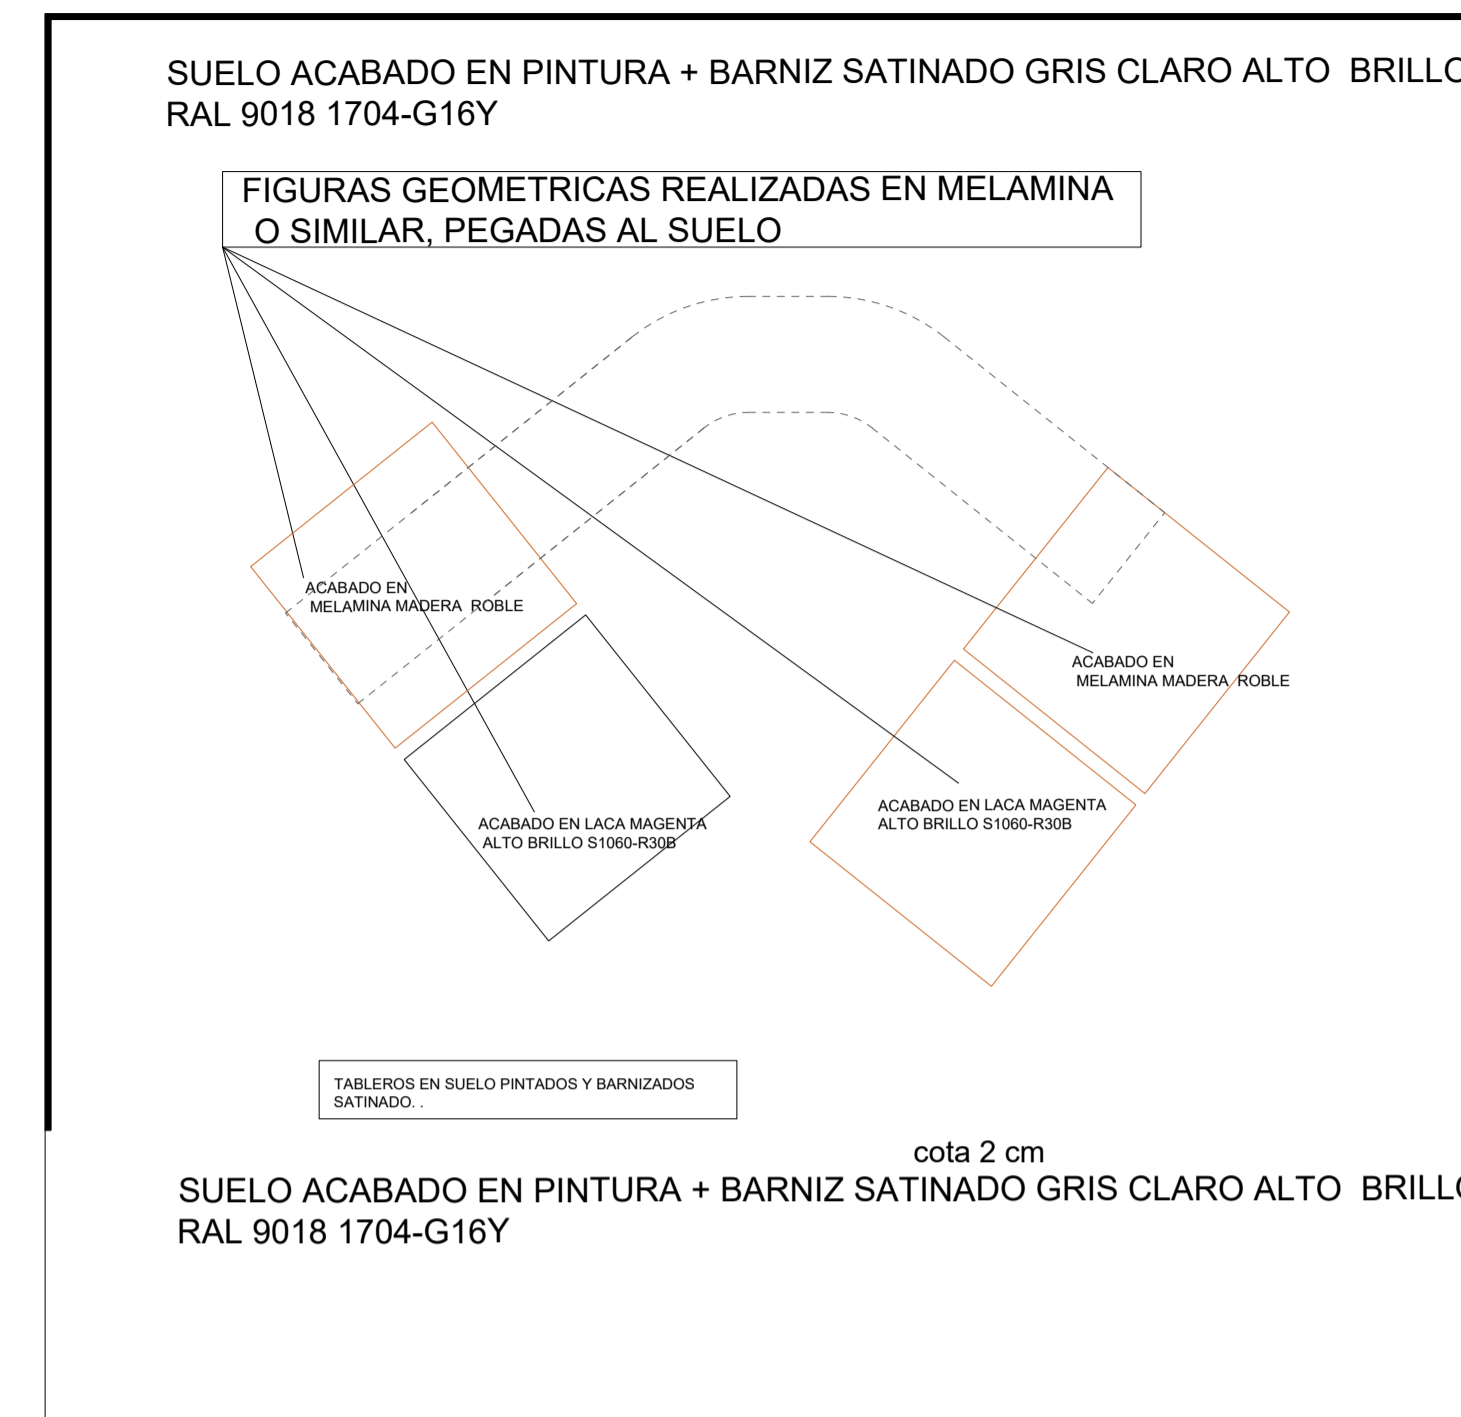 SUELO ACABADO EN PINTURA + BARNIZ SATINADO GRIS CLARO ALTO BRILLO
RAL 9018 1704-G16Y
FIGURAS GEOMETRICAS REALIZADAS EN MELAMINA
O SIMILAR, PEGADAS AL SUELO
ACABADO EN
MELAMINA MADERA ROBLE
ACABADO EN
MELAMINA MADERA ROBLE
ACABADO EN LACA MAGENTA
ALTO BRILLO S1060-R30B
ACABADO EN LACA MAGENTA
ALTO BRILLO S1060-R30B
TABLEROS EN SUELO PINTADOS Y BARNIZADOS
SATINADO. .
cota 2 cm
SUELO ACABADO EN PINTURA + BARNIZ SATINADO GRIS CLARO ALTO BRILLO
RAL 9018 1704-G16Y